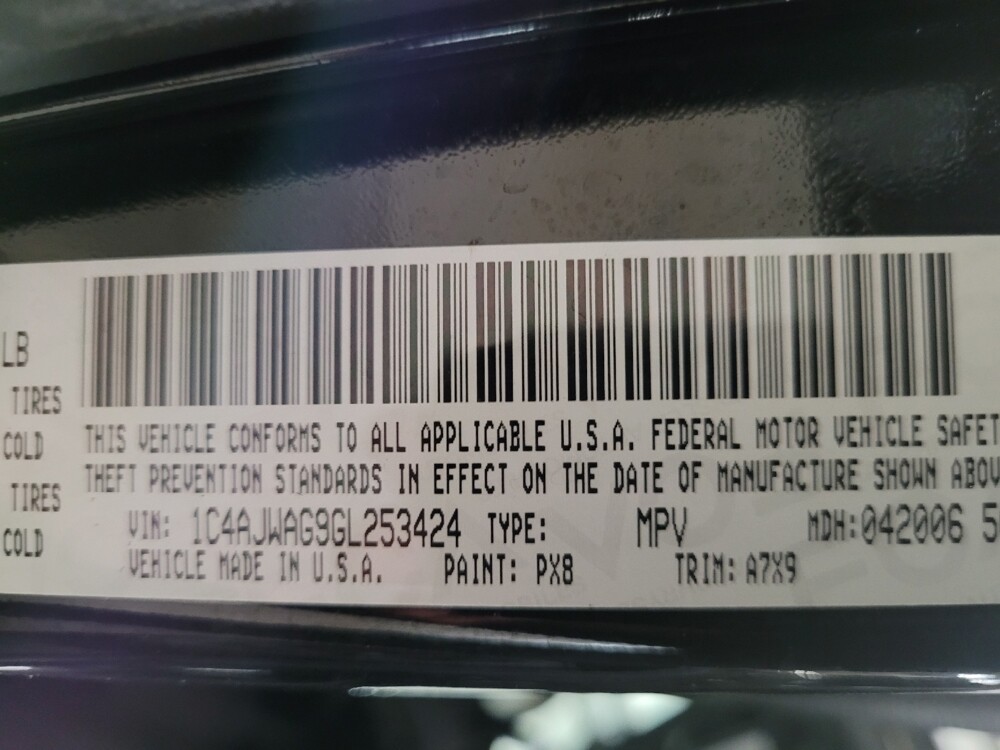 LB
TIRES
COLD
TIRES
COLD
THIS VEHICLE CONFORMS TO ALL APPLICABLE U.S.A. FEDERAL MOTOR VEHICLE SAFET
THEFT PREVENTION STANDARDS IN EFFECT ON THE DATE OF MANUFACTURE SHOWN ABOV
VIN: 1C4AJWAG9GL253424 TYPE: MPV MDH:042006 5
VEHICLE MADE IN U.S.A. PAINT: PX8 TRIM: A7X9